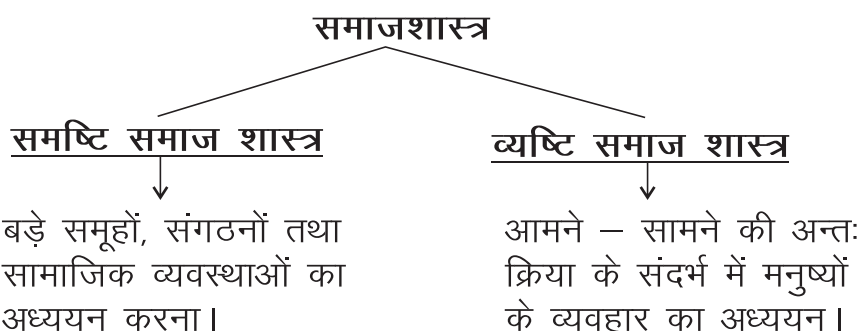 समाजशास्त्र
समष्टि समाज शास्त्र
बड़े समूहों, संगठनों तथा
सामाजिक व्यवस्थाओं का
अध्ययन करना।
व्यष्टि समाज शास्त्र
आमने – सामने की अन्तः
क्रिया के संदर्भ में मनुष्यों
के व्यवहार का अध्ययन।